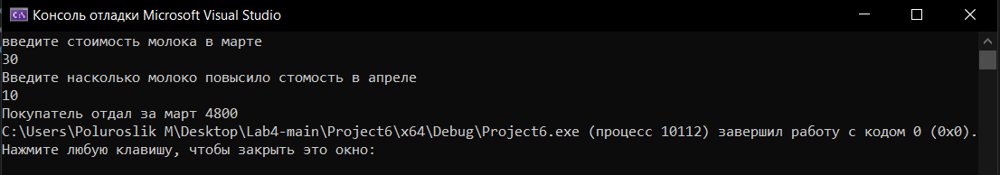 Консоль отладки Microsoft Visual Studio
введите стоимость молока в марте
30
Введите насколько молоко повысило стомость в апреле
10
Покупатель отдал за март 4800
C:\Users\Poluroslik M\Desktop\Lab4-main\Project6\x64\Debug\Project6.exe (процесс 10112) завершил работу с кодом 0 (0x0).
Нажмите любую клавишу, чтобы закрыть это окно: